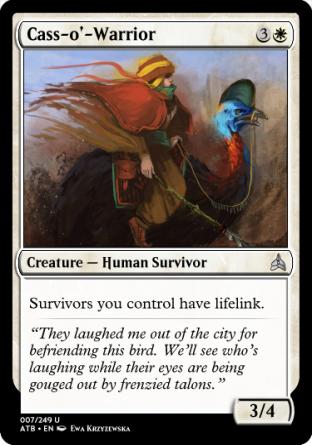 Cass-o'-Warrior 3
Creature — Human Survivor
Survivors you control have lifelink.
“They laughed me out of the city for
befriending this bird. We’ll see who’s
laughing while their eyes are being
gouged out by frenzied talons.”
3/4
007/249 U
ATB • EN Ewa Krzyzewska